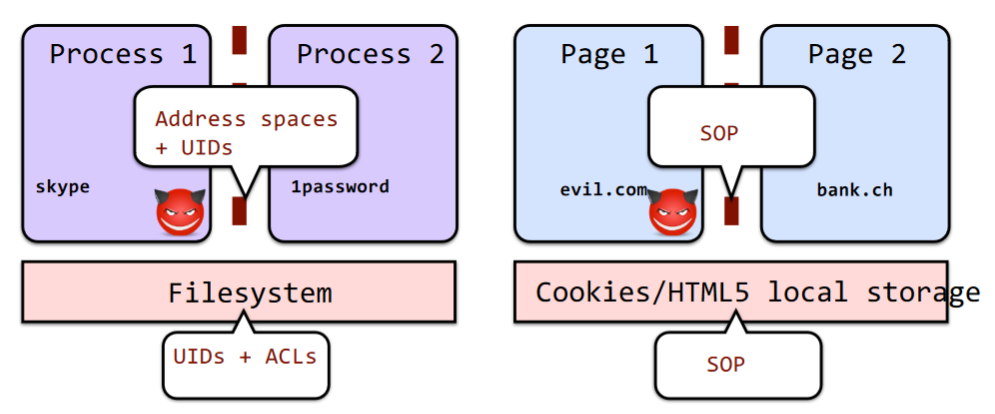 Process 1
Process 2
Address spaces
+ UIDs
skype
1password
Filesystem
UIDs + ACLs
Page 1
Page 2
SOP
evil.com
bank.ch
Cookies/HTML5 local storage
SOP